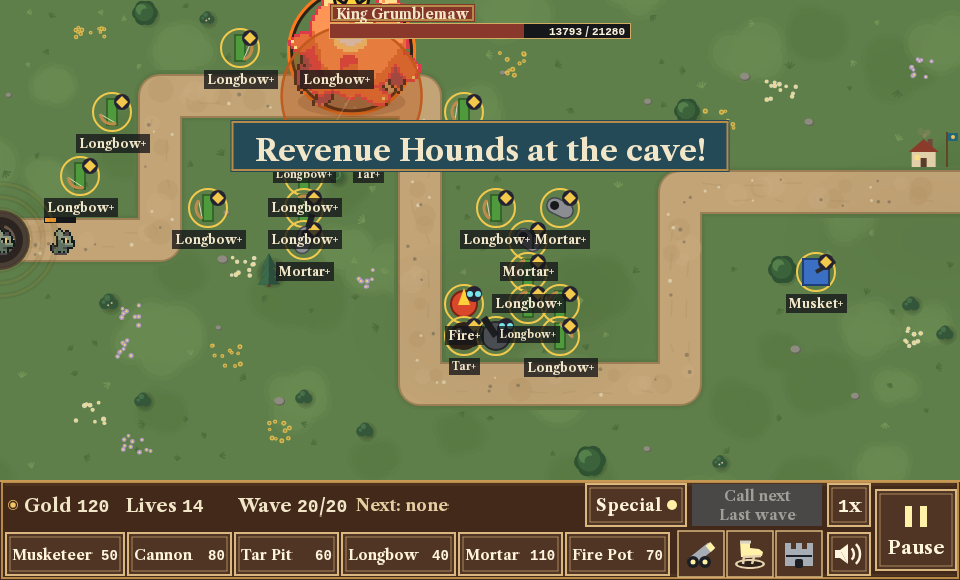 King Grumblemaw
13793 / 21280
Longbow+ Longbow+
Longbow+
Revenue Hounds at the cave!
Longbow+ Tar+
Longbow+ Longbow+
Longbow+ Longbow+ Longbow+ Mortar+
Mortar+ Mortar+
Longbow+ Musket+
Fire+ Longbow+
Tar+ Longbow+
Gold 120 Lives 14 Wave 20/20 Next: none Special Call next
Last wave 1x
Pause
Musketeer 50 Cannon 80 Tar Pit 60 Longbow 40 Mortar 110 Fire Pot 70